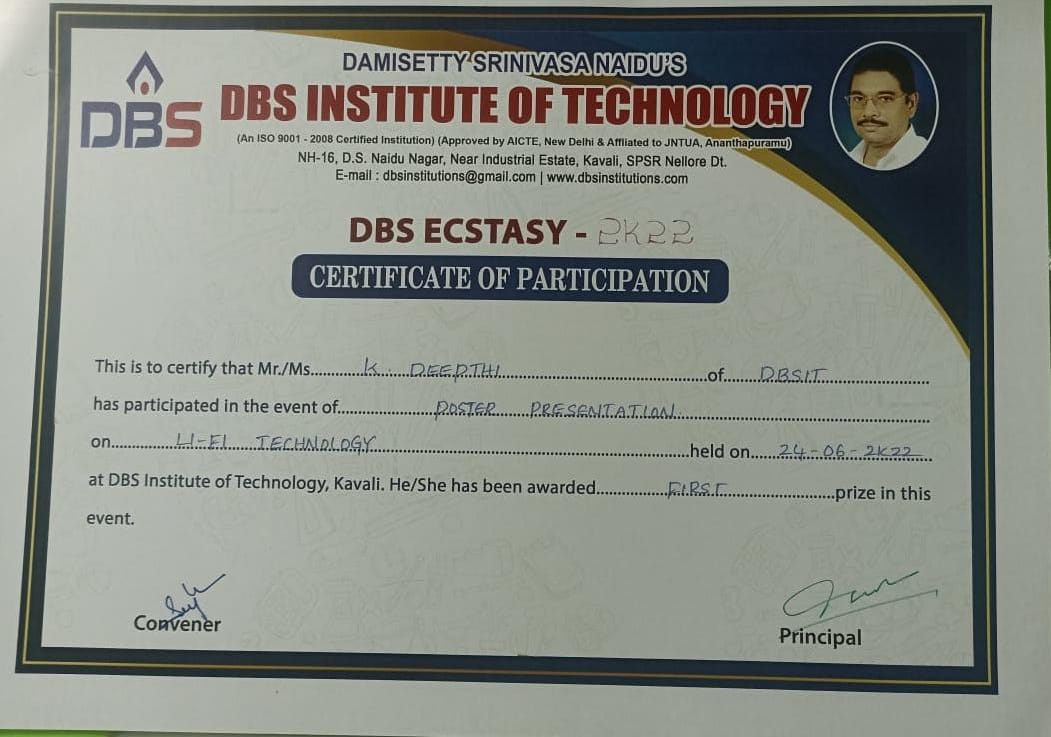 DAMISETTY SRINIVASA NAIDU'S
DBS
DBS INSTITUTE OF TECHNOLOGY
(An ISO 9001 - 2008 Certified Institution) (Approved by AICTE, New Delhi & Affliated to JNTUA, Ananthapuramu)
NH-16, D.S. Naidu Nagar, Near Industrial Estate, Kavali, SPSR Nellore Dt.
E-mail : dbsinstitutions@gmail.com | www.dbsinstitutions.com
DBS ECSTASY - 2K22
CERTIFICATE OF PARTICIPATION
This is to certify that Mr./Ms. K. DEEPTHI of DBSIT
has participated in the event of POSTER PRESENTATION
on LI-FI TECHNOLOGY held on 24-06-2K22
at DBS Institute of Technology, Kavali. He/She has been awarded FIRST prize in this
event.
Convener
Principal